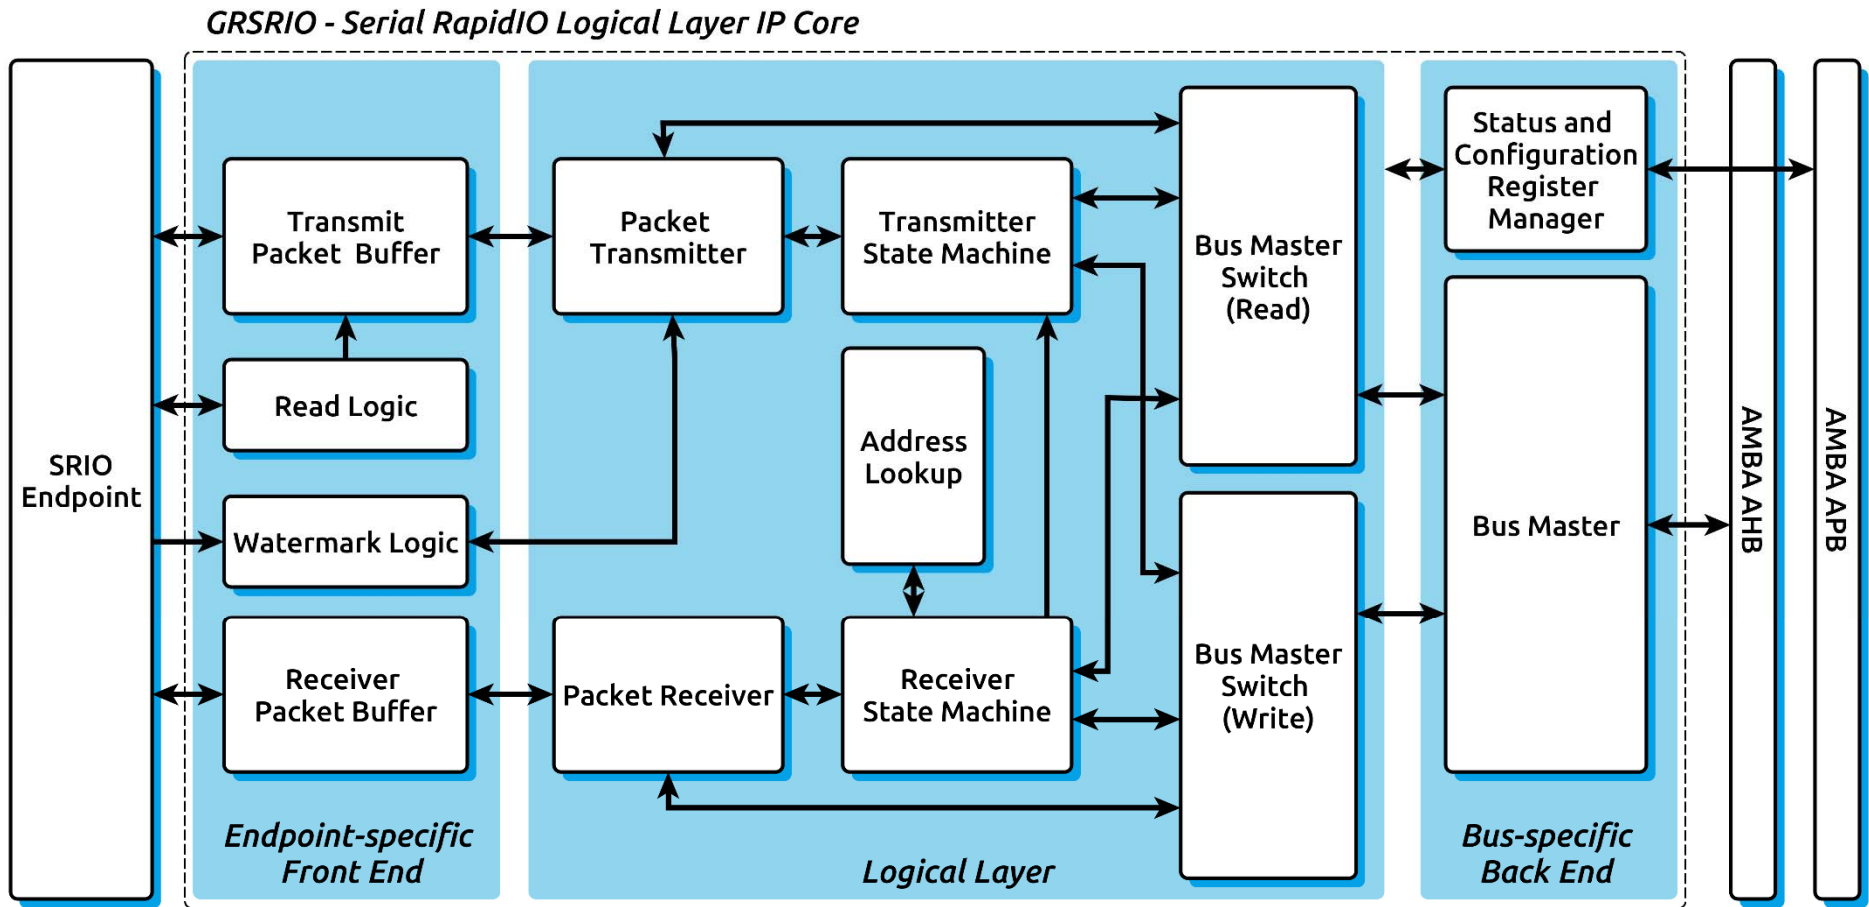 GRSRIO - Serial RapidIO Logical Layer IP Core
SRIO
Endpoint
Transmit
Packet Buffer
Read Logic
Watermark Logic
Receiver
Packet Buffer
Endpoint-specific
Front End
Packet
Transmitter
Transmitter
State Machine
Address
Lookup
Packet Receiver
Receiver
State Machine
Bus Master
Switch
(Read)
Bus Master
Switch
(Write)
Logical Layer
Status and
Configuration
Register
Manager
Bus Master
Bus-specific
Back End
AMBA AHB
AMBA APB